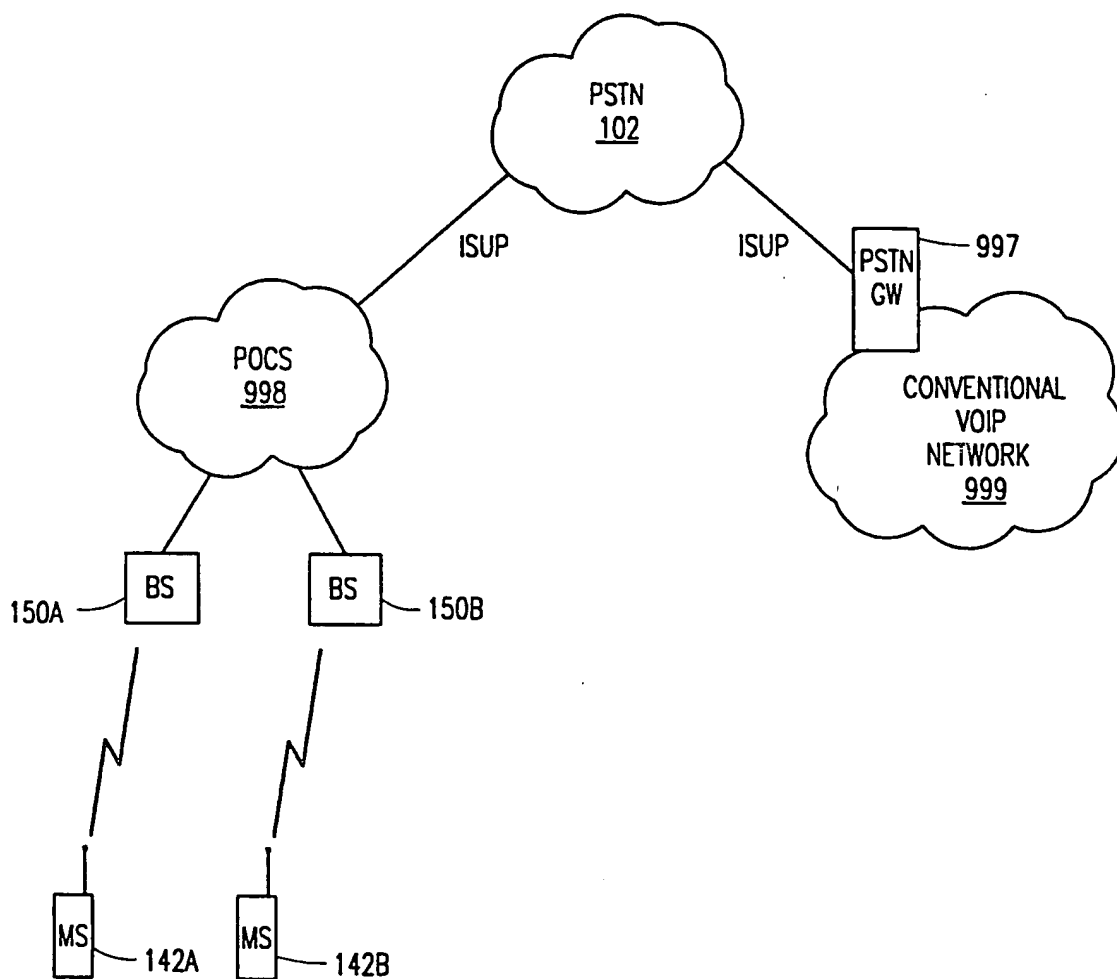 PSTN
102
ISUP
ISUP
PSTN
GW
997
POCS
998
CONVENTIONAL
VOIP
NETWORK
999
BS
BS
150A
150B
MS
MS
142A
142B